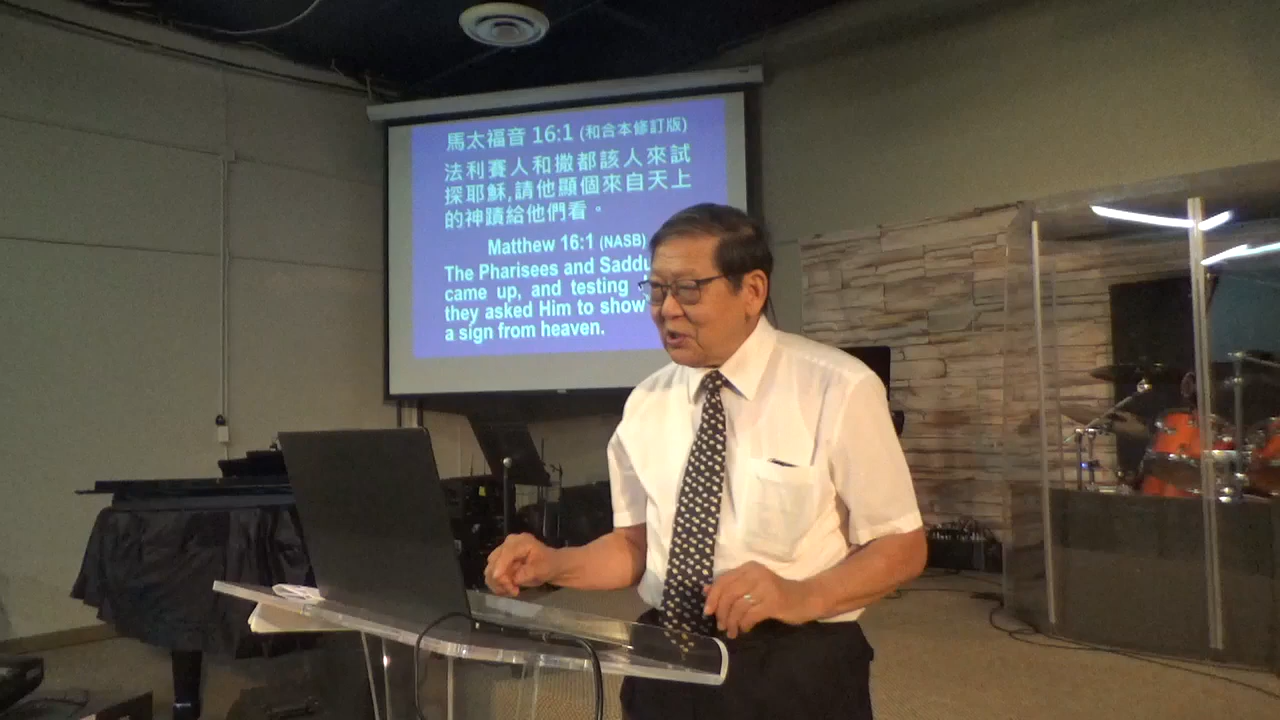 馬太福音 16:1 (和合本修訂版)
法利賽人和撒都該人來試
探耶穌,請他顯個來自天上
的神蹟給他們看。
Matthew 16:1 (NASB)
The Pharisees and Saddu
came up, and testing
they asked Him to show
a sign from heaven.